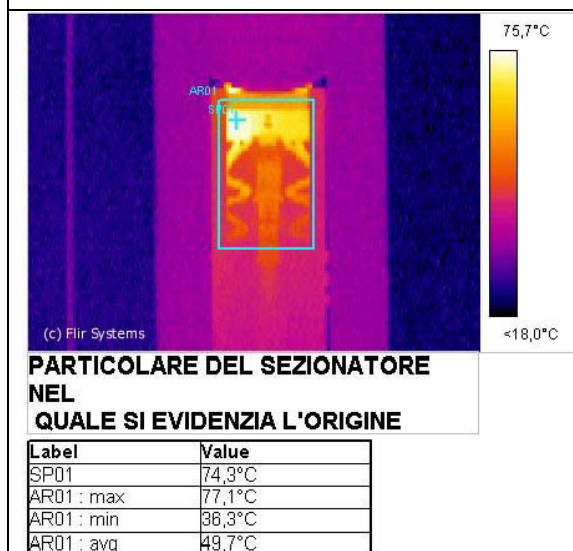 75,7°C
AR01
SP01
(c) Flir Systems
<18,0°C
PARTICOLARE DEL SEZIONATORE
NEL
QUALE SI EVIDENZIA L'ORIGINE
Label Value
SP01 74,3°C
AR01 : max 77,1°C
AR01 : min 36,3°C
AR01 : avg 49,7°C